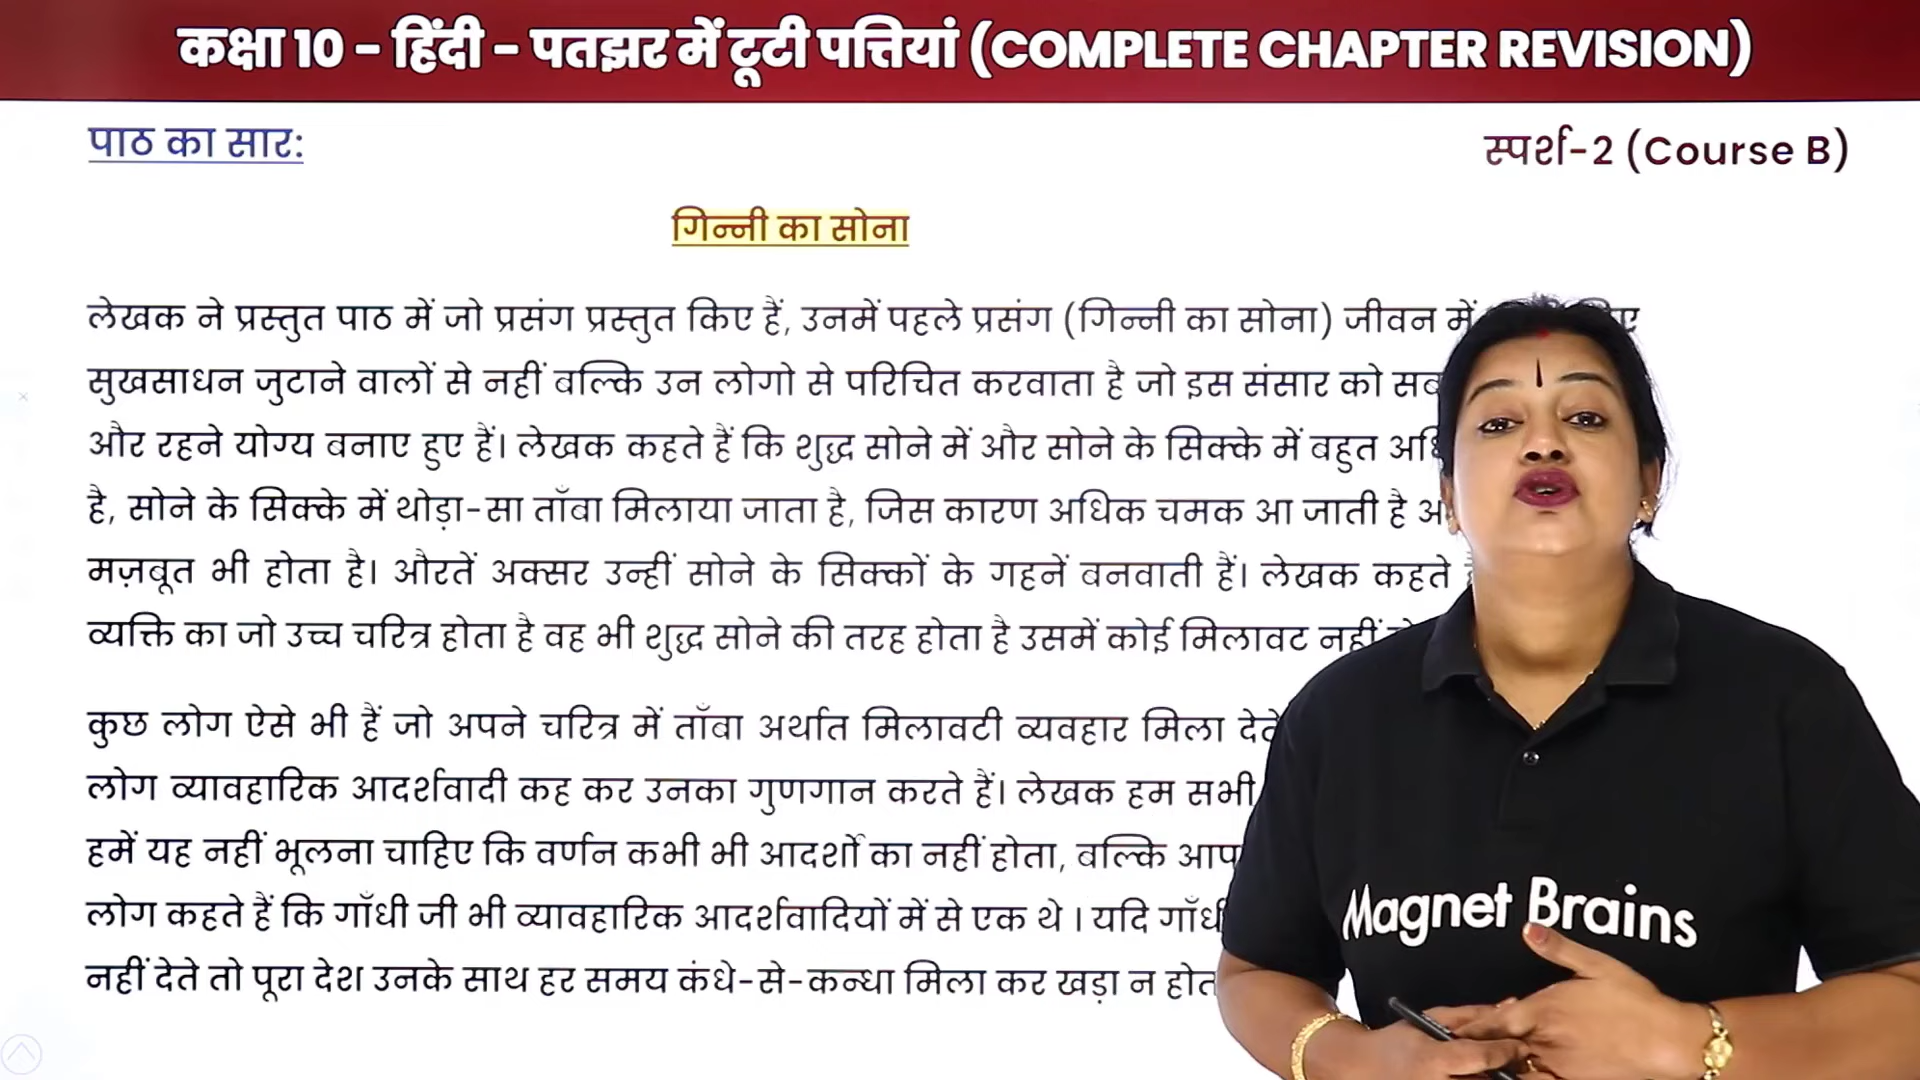 कक्षा 10 – हिंदी – पतझर में टूटी पत्तियां (COMPLETE CHAPTER REVISION)
पाठ का सार:
स्पर्श-2 (Course B)
गिन्नी का सोना
लेखक ने प्रस्तुत पाठ में जो प्रसंग प्रस्तुत किए हैं, उनमें पहले प्रसंग (गिन्नी का सोना) जीवन में
सुखसाधन जुटाने वालों से नहीं बल्कि उन लोगो से परिचित करवाता है जो इस संसार को
और रहने योग्य बनाए हुए हैं। लेखक कहते हैं कि शुद्ध सोने में और सोने के सिक्के में बहुत
है, सोने के सिक्के में थोड़ा-सा ताँबा मिलाया जाता है, जिस कारण अधिक चमक आ जाती है
मज़बूत भी होता है। औरतें अक्सर उन्हीं सोने के सिक्कों के गहनें बनवाती हैं। लेखक कहते
व्यक्ति का जो उच्च चरित्र होता है वह भी शुद्ध सोने की तरह होता है उसमें कोई मिलावट नहीं
कुछ लोग ऐसे भी हैं जो अपने चरित्र में ताँबा अर्थात मिलावटी व्यवहार मिला देते
लोग व्यावहारिक आदर्शवादी कह कर उनका गुणगान करते हैं। लेखक हम सभी
हमें यह नहीं भूलना चाहिए कि वर्णन कभी भी आदर्शों का नहीं होता, बल्कि
लोग कहते हैं कि गाँधी जी भी व्यावहारिक आदर्शवादियों में से एक थे । यदि
नहीं देते तो पूरा देश उनके साथ हर समय कंधे-से-कन्धा मिला कर खड़ा न
Magnet Brains